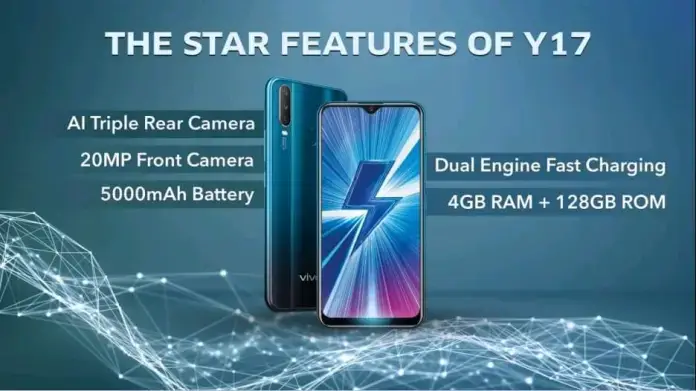 THE STAR FEATURES OF Y17
AI Triple Rear Camera
20MP Front Camera
5000mAh Battery
Dual Engine Fast Charging
4GB RAM + 128GB ROM
vivo